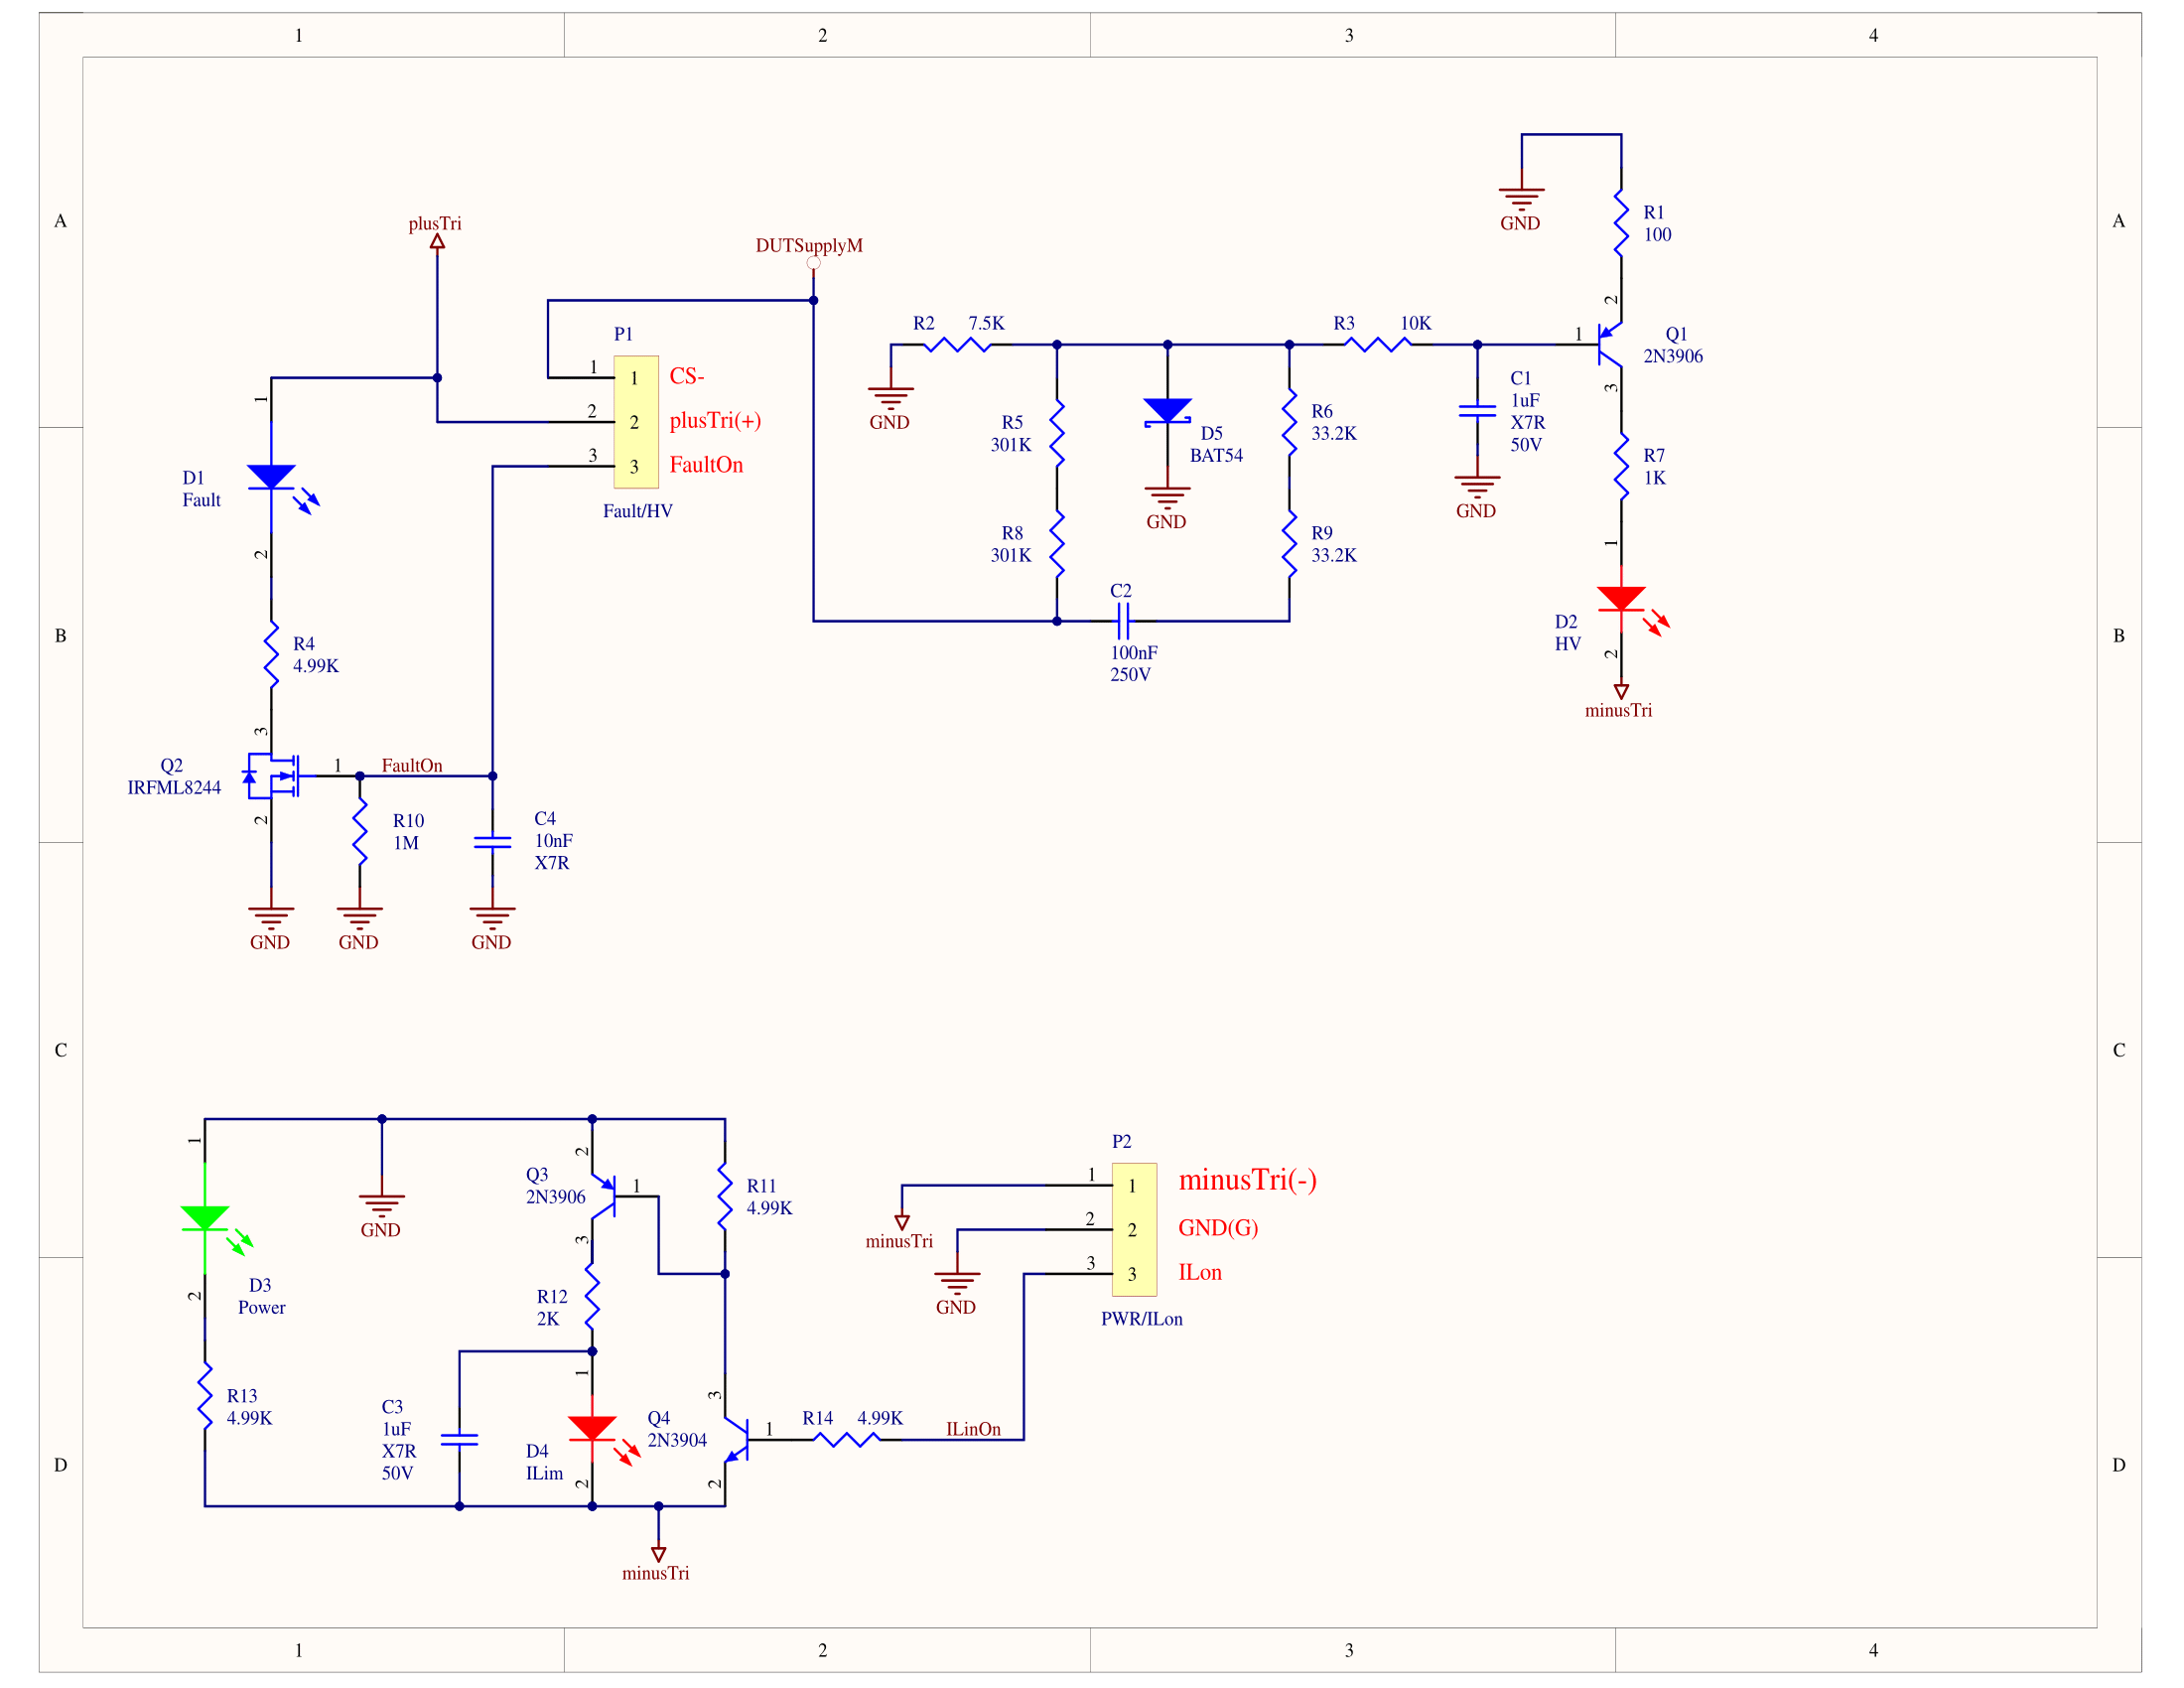 1 2 3 4
A A
B B
C C
D D
1 2 3 4
plusTri
DUTSupplyM
P1
1 1 CS-
2 2 plusTri(+)
3 3 FaultOn
Fault/HV
1
D1
Fault
2
R4
4.99K
3
Q2
IRFML8244
1 FaultOn
2
R10
1M
C4
10nF
X7R
GND GND GND
GND
R1
100
2
R2 7.5K
R3 10K
1
Q1
2N3906
3
GND
R5
301K
D5
BAT54
GND
R6
33.2K
C1
1uF
X7R
50V
GND
R7
1K
R8
301K
R9
33.2K
C2
100nF
250V
1
D2
HV
2
minusTri
1
GND
D3
Power
2
R13
4.99K
2
Q3
2N3906
1
3
R11
4.99K
R12
2K
C3
1uF
X7R
50V
1
D4
ILim
2
3
Q4
2N3904
1
2
R14 4.99K
ILinOn
minusTri
P2
1 1 minusTri(-)
2 2 GND(G)
3 3 ILon
PWR/ILon
minusTri
GND